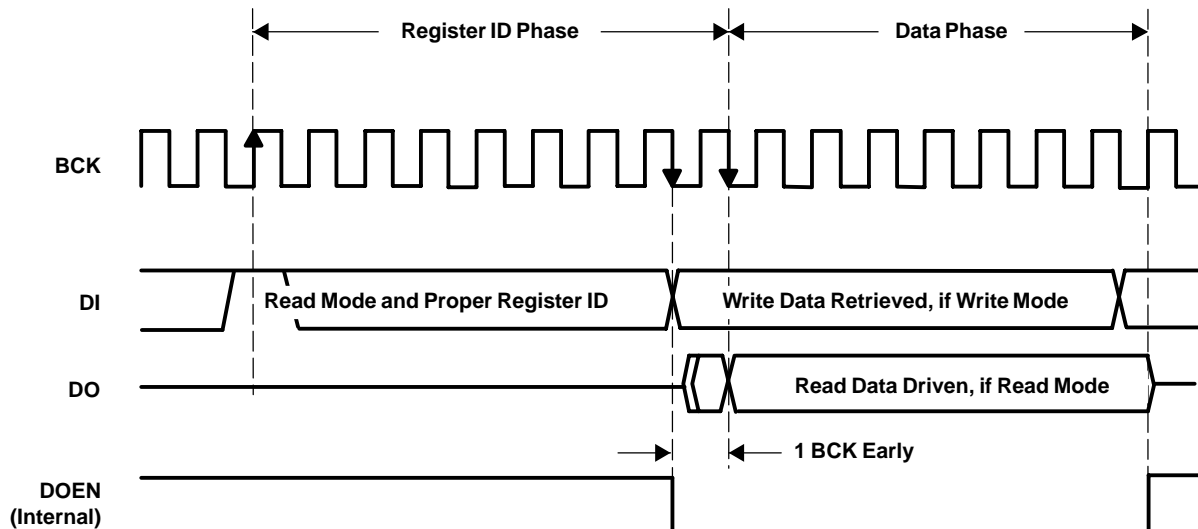 Register ID Phase
Data Phase
BCK
DI
Read Mode and Proper Register ID
Write Data Retrieved, if Write Mode
DO
Read Data Driven, if Read Mode
1 BCK Early
DOEN
(Internal)